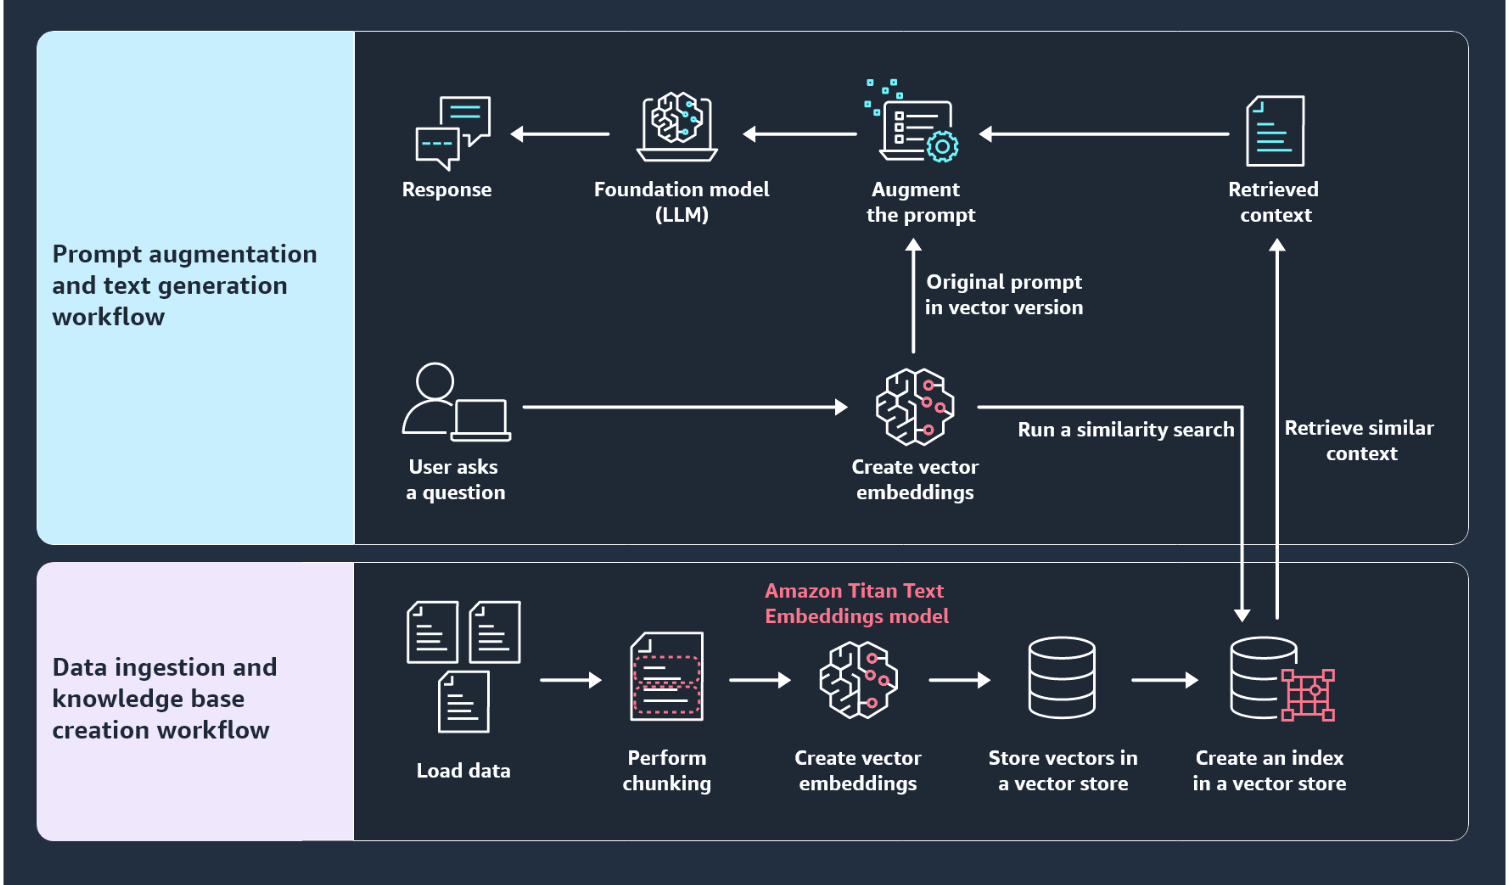 Prompt augmentation
and text generation
workflow
Response
Foundation model
(LLM)
Augment
the prompt
Retrieved
context
Original prompt
in vector version
User asks
a question
Create vector
embeddings
Run a similarity search
Retrieve similar
context
Data ingestion and
knowledge base
creation workflow
Load data
Perform
chunking
Amazon Titan Text
Embeddings model
Create vector
embeddings
Store vectors in
a vector store
Create an index
in a vector store